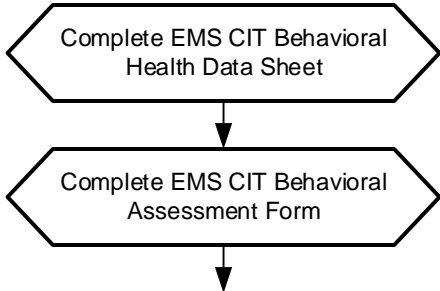 Complete EMS CIT Behavioral
Health Data Sheet
Complete EMS CIT Behavioral
Assessment Form